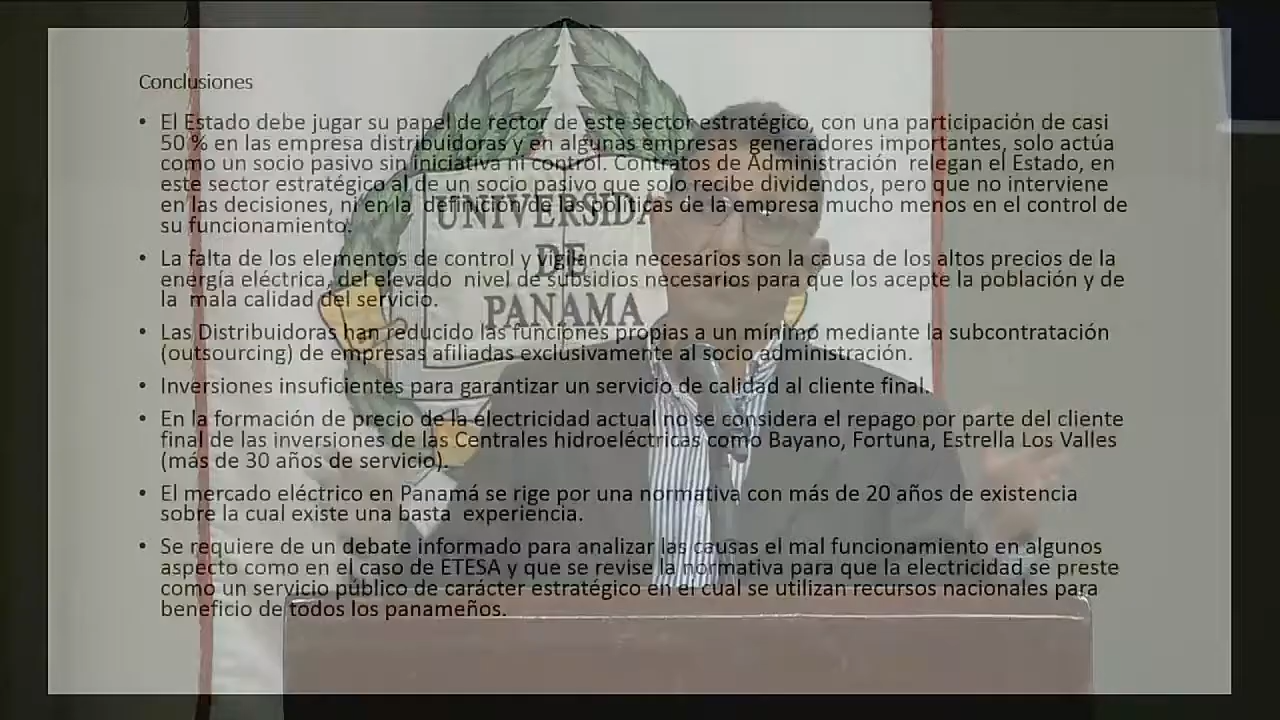 Conclusiones
• El Estado debe jugar su papel de rector de este sector estratégico, con una participación de casi
50 % en las empresa distribuidoras y en algunas empresas generadores importantes, solo actúa
como un socio pasivo sin iniciativa ni control. Contratos de Administración relegan el Estado, en
este sector estratégico al de un socio pasivo que solo recibe dividendos, pero que no interviene
en las decisiones, ni en la definición de las políticas de la empresa mucho menos en el control de
su funcionamiento.
• La falta de los elementos de control y vigilancia necesarios son la causa de los altos precios de la
energía eléctrica, del elevado nivel de subsidios necesarios para que los acepte la población y de
la mala calidad del servicio.
• Las Distribuidoras han reducido las funciones propias a un mínimo mediante la subcontratación
(outsourcing) de empresas afiliadas exclusivamente al socio administración.
• Inversiones insuficientes para garantizar un servicio de calidad al cliente final.
• En la formación de precio de la electricidad actual no se considera el repago por parte del cliente
final de las inversiones de las Centrales hidroeléctricas como Bayano, Fortuna, Estrella Los Valles
(más de 30 años de servicio).
• El mercado eléctrico en Panamá se rige por una normativa con más de 20 años de existencia
sobre la cual existe una basta experiencia.
• Se requiere de un debate informado para analizar las causas el mal funcionamiento en algunos
aspecto como en el caso de ETESA y que se revise la normativa para que la electricidad se preste
como un servicio público de carácter estratégico en el cual se utilizan recursos nacionales para
beneficio de todos los panameños.
UNIVERSIDA
DE
PANAMA